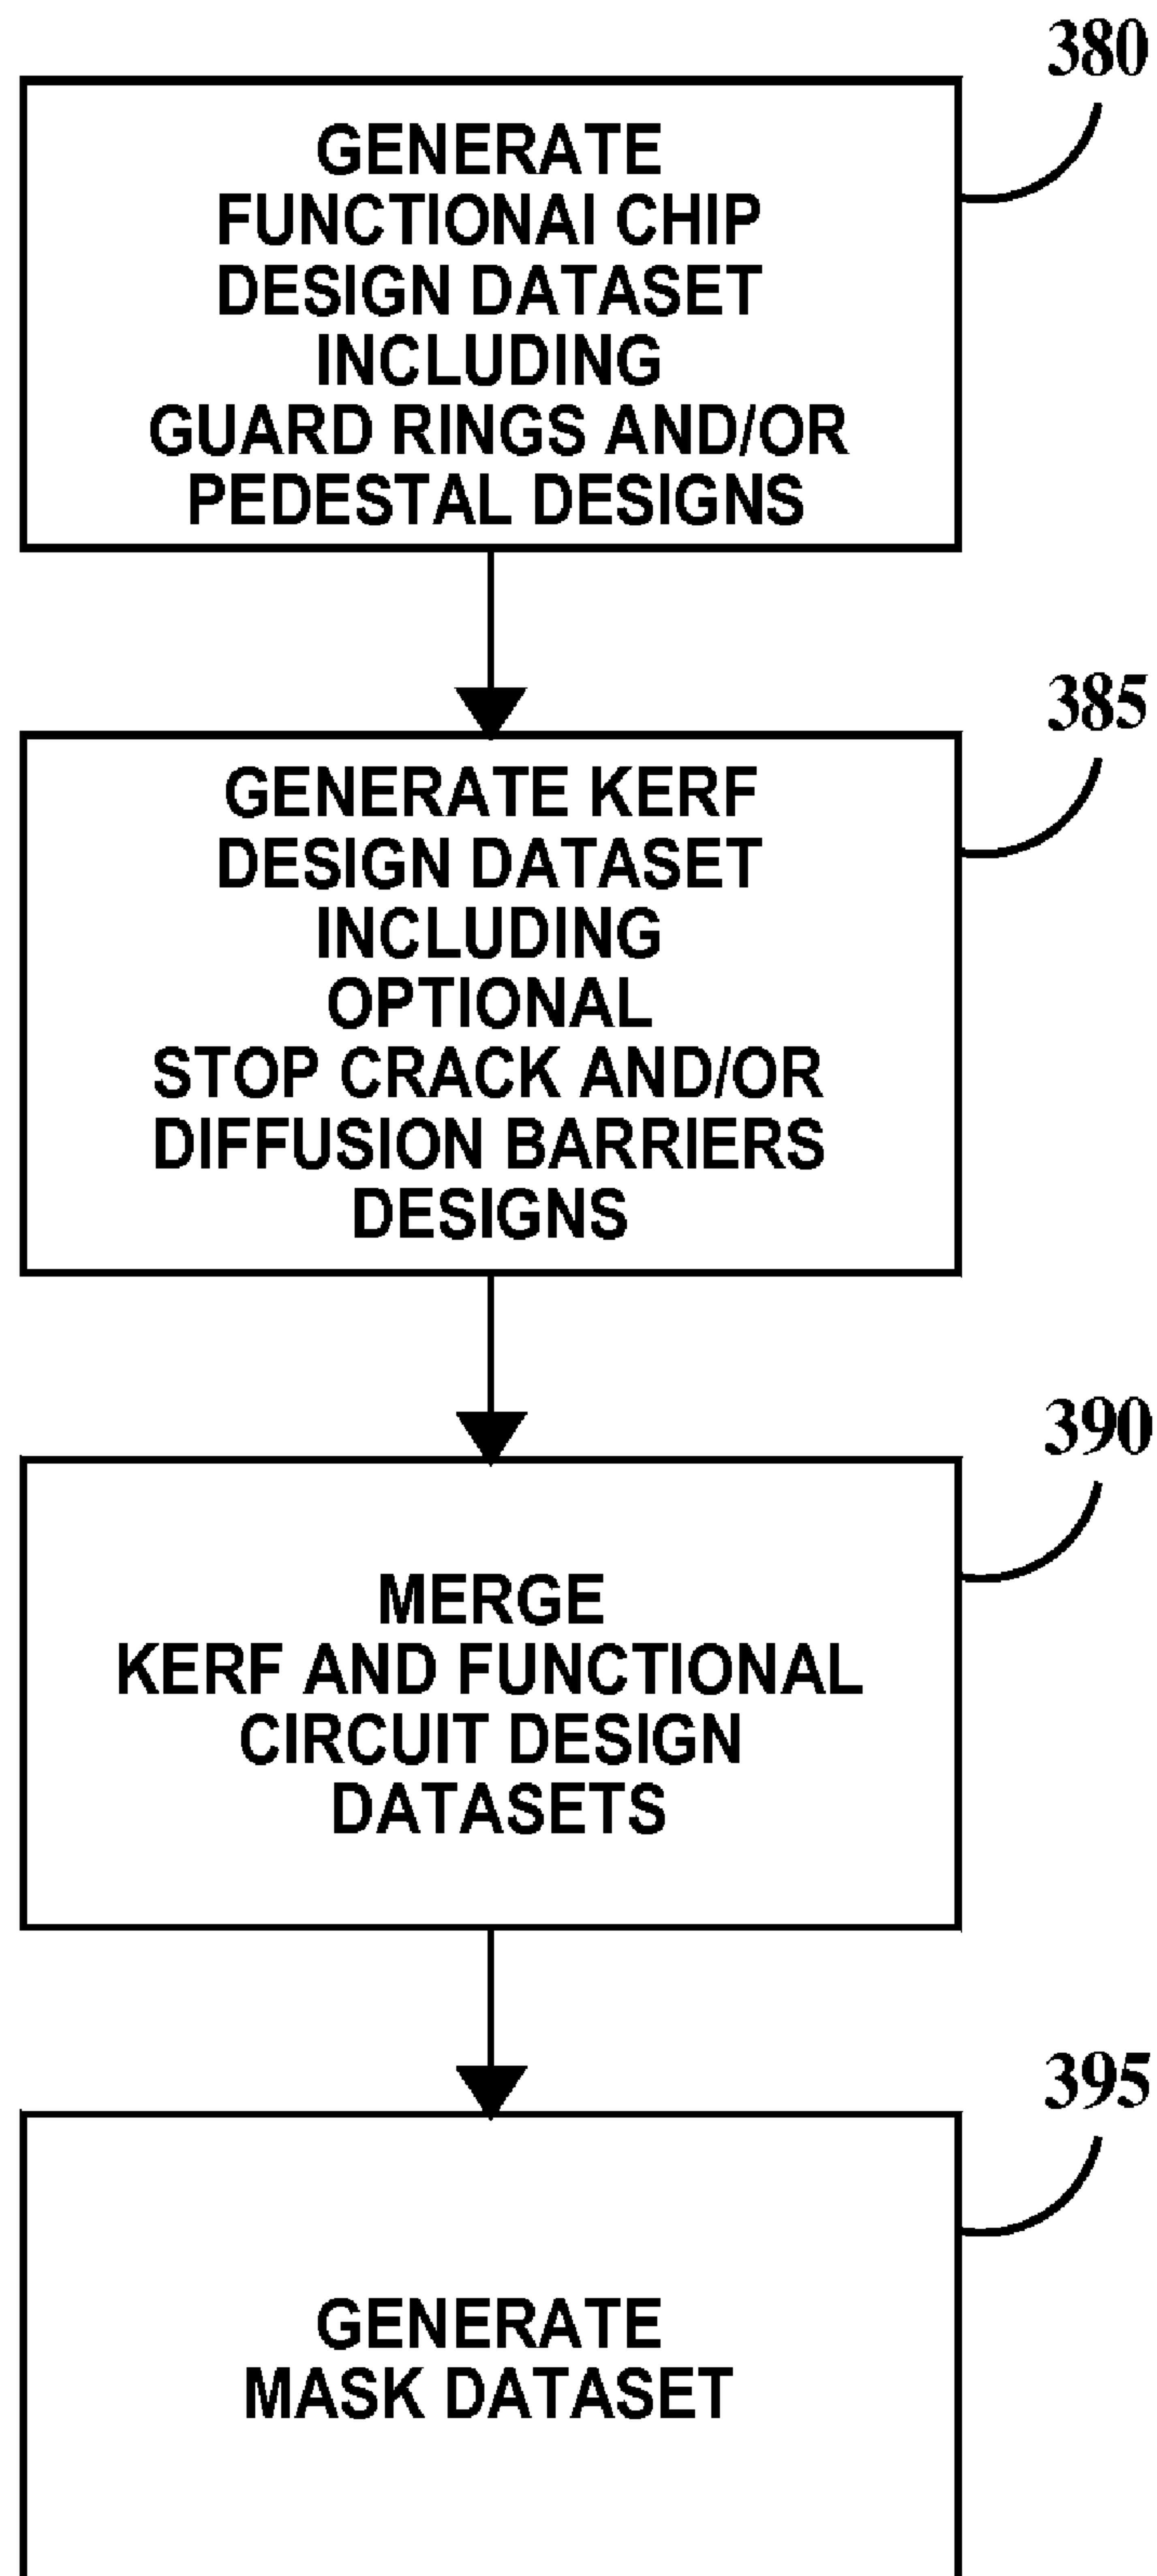 380
GENERATE
FUNCTIONAl CHIP
DESIGN DATASET
INCLUDING
GUARD RINGS AND/OR
PEDESTAL DESIGNS
385
GENERATE KERF
DESIGN DATASET
INCLUDING
OPTIONAL
STOP CRACK AND/OR
DIFFUSION BARRIERS
DESIGNS
390
MERGE
KERF AND FUNCTIONAL
CIRCUIT DESIGN
DATASETS
395
GENERATE
MASK DATASET